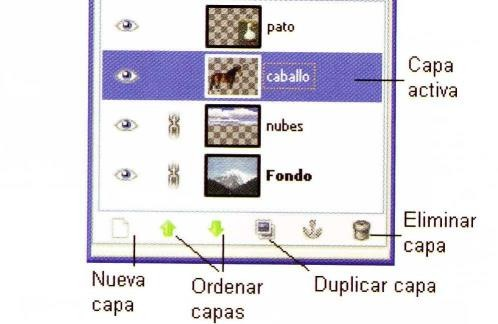 pato
caballo
Capa
activa
nubes
Fondo
Eliminar
capa
Nueva
capa
Ordenar
capas
Duplicar capa